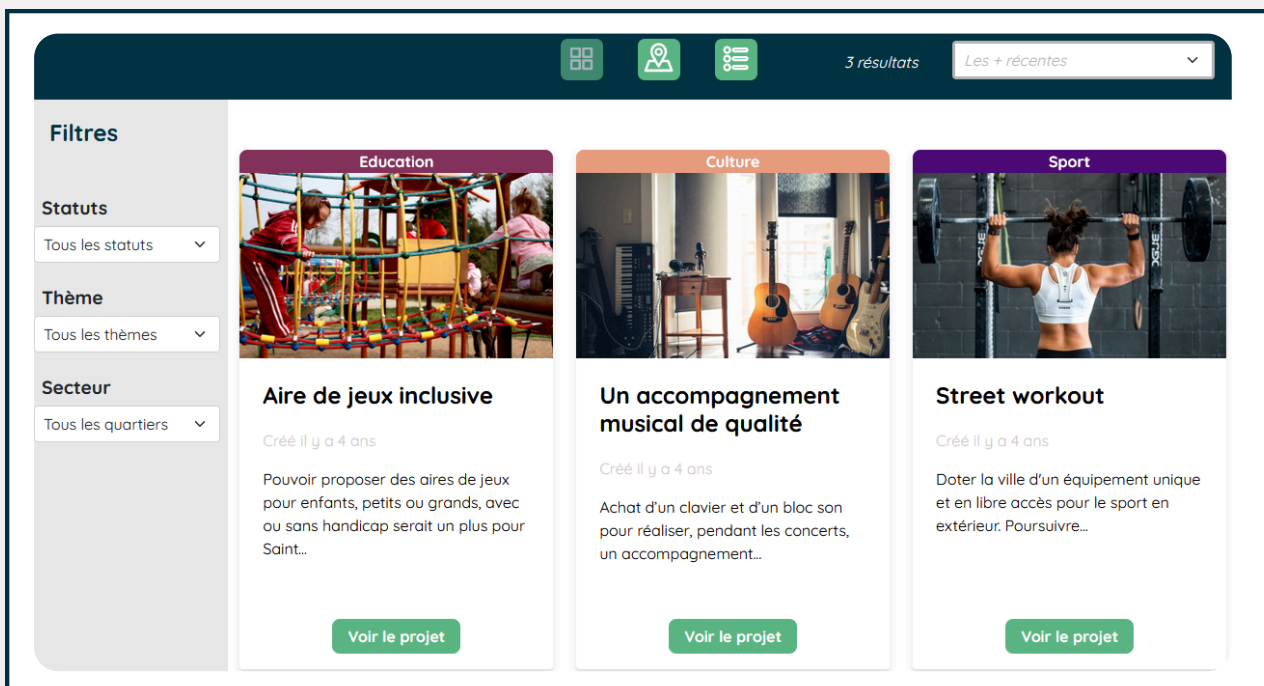 3 résultats
Les + récentes
Filtres
Statuts
Tous les statuts
Thème
Tous les thèmes
Secteur
Tous les quartiers
Education
Aire de jeux inclusive
Créé il y a 4 ans
Pouvoir proposer des aires de jeux
pour enfants, petits ou grands, avec
ou sans handicap serait un plus pour
Saint...
Voir le projet
Culture
Un accompagnement
musical de qualité
Créé il y a 4 ans
Achat d’un clavier et d’un bloc son
pour réaliser, pendant les concerts,
un accompagnement...
Voir le projet
Sport
Street workout
Créé il y a 4 ans
Doter la ville d'un équipement unique
et en libre accès pour le sport en
extérieur. Poursuivre...
Voir le projet